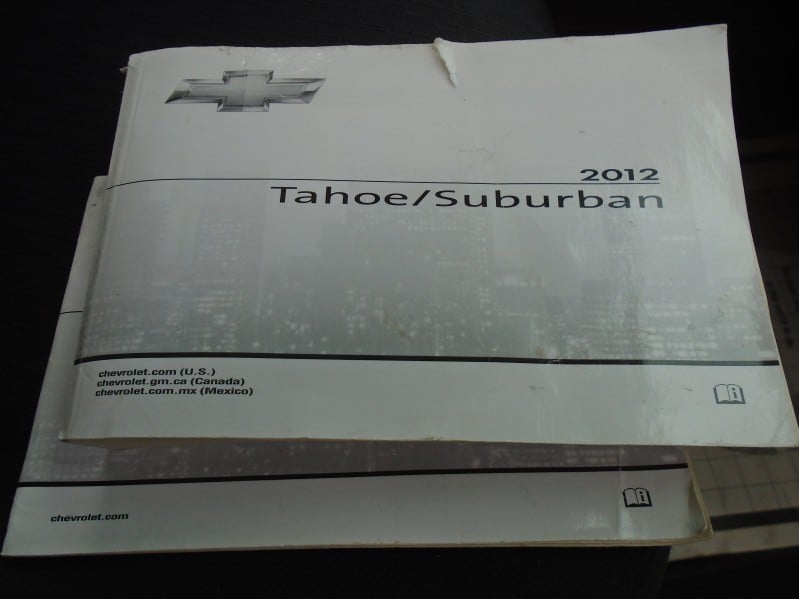 2012
Tahoe/Suburban
chevrolet.com (U.S.)
chevrolet.gm.ca (Canada)
chevrolet.com.mx (Mexico)
chevrolet.com